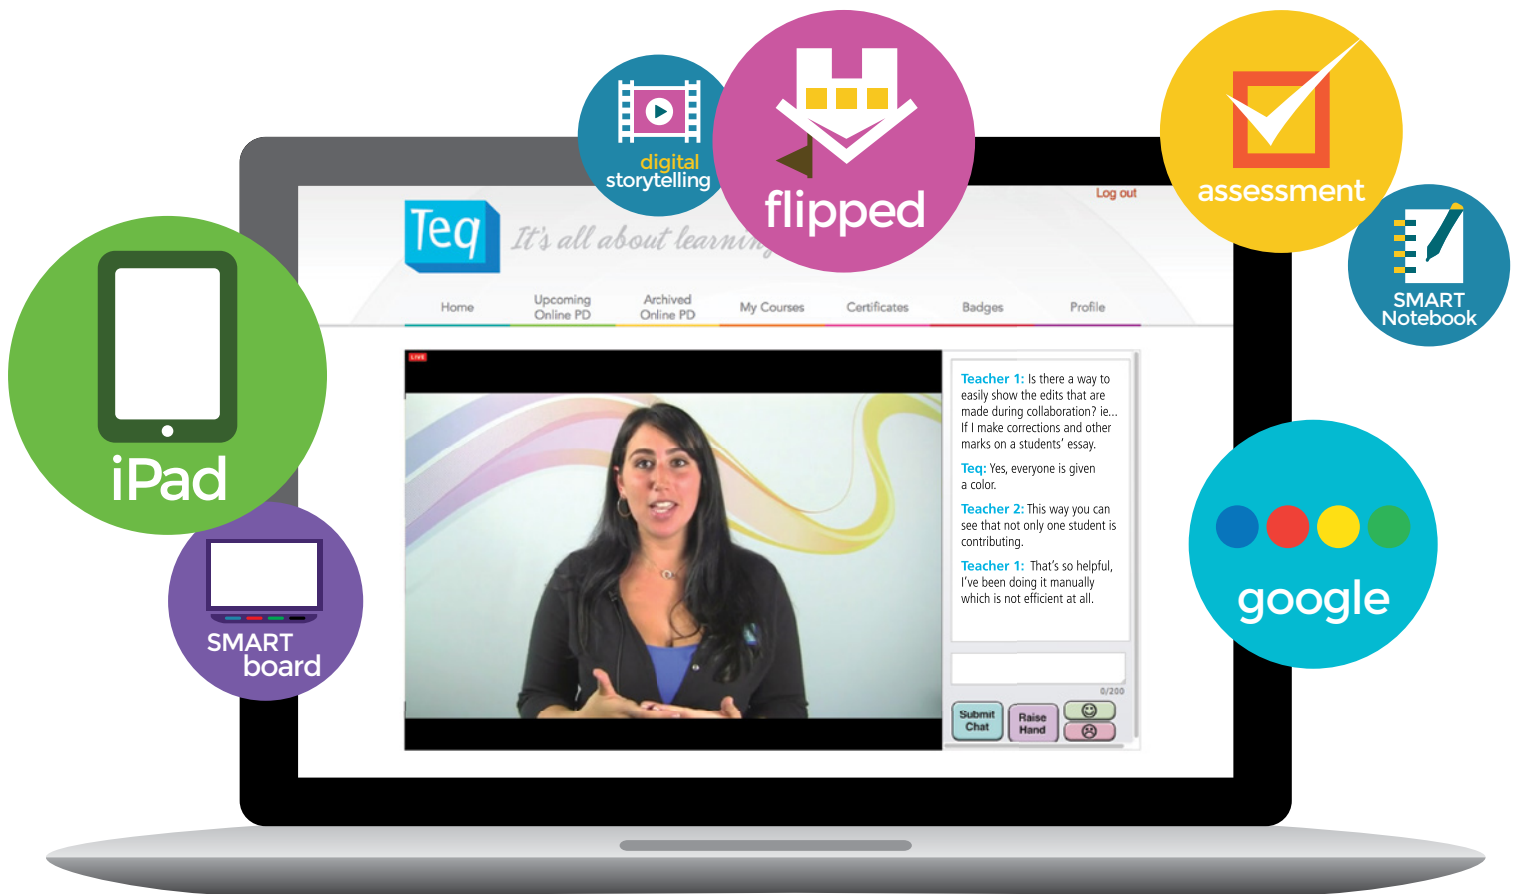 digital
storytelling
flipped
assessment
SMART
Notebook
iPad
SMART
board
google
Log out
Teq
It's all about learning
Home
Upcoming
Online PD
Archived
Online PD
My Courses
Certificates
Badges
Profile
LIVE
Teacher 1: Is there a way to
easily show the edits that are
made during collaboration? ie...
If I make corrections and other
marks on a students’ essay.
Teq: Yes, everyone is given
a color.
Teacher 2: This way you can
see that not only one student is
contributing.
Teacher 1: That’s so helpful,
I’ve been doing it manually
which is not efficient at all.
0/200
Submit
Chat
Raise
Hand